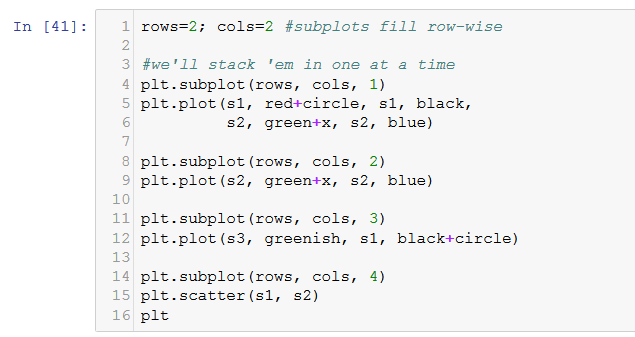 In [41]:
1 rows=2; cols=2 #subplots fill row-wise
2
3 #we'll stack 'em in one at a time
4 plt.subplot(rows, cols, 1)
5 plt.plot(s1, red+circle, s1, black,
6          s2, green+x, s2, blue)
7
8 plt.subplot(rows, cols, 2)
9 plt.plot(s2, green+x, s2, blue)
10
11 plt.subplot(rows, cols, 3)
12 plt.plot(s3, greenish, s1, black+circle)
13
14 plt.subplot(rows, cols, 4)
15 plt.scatter(s1, s2)
16 plt